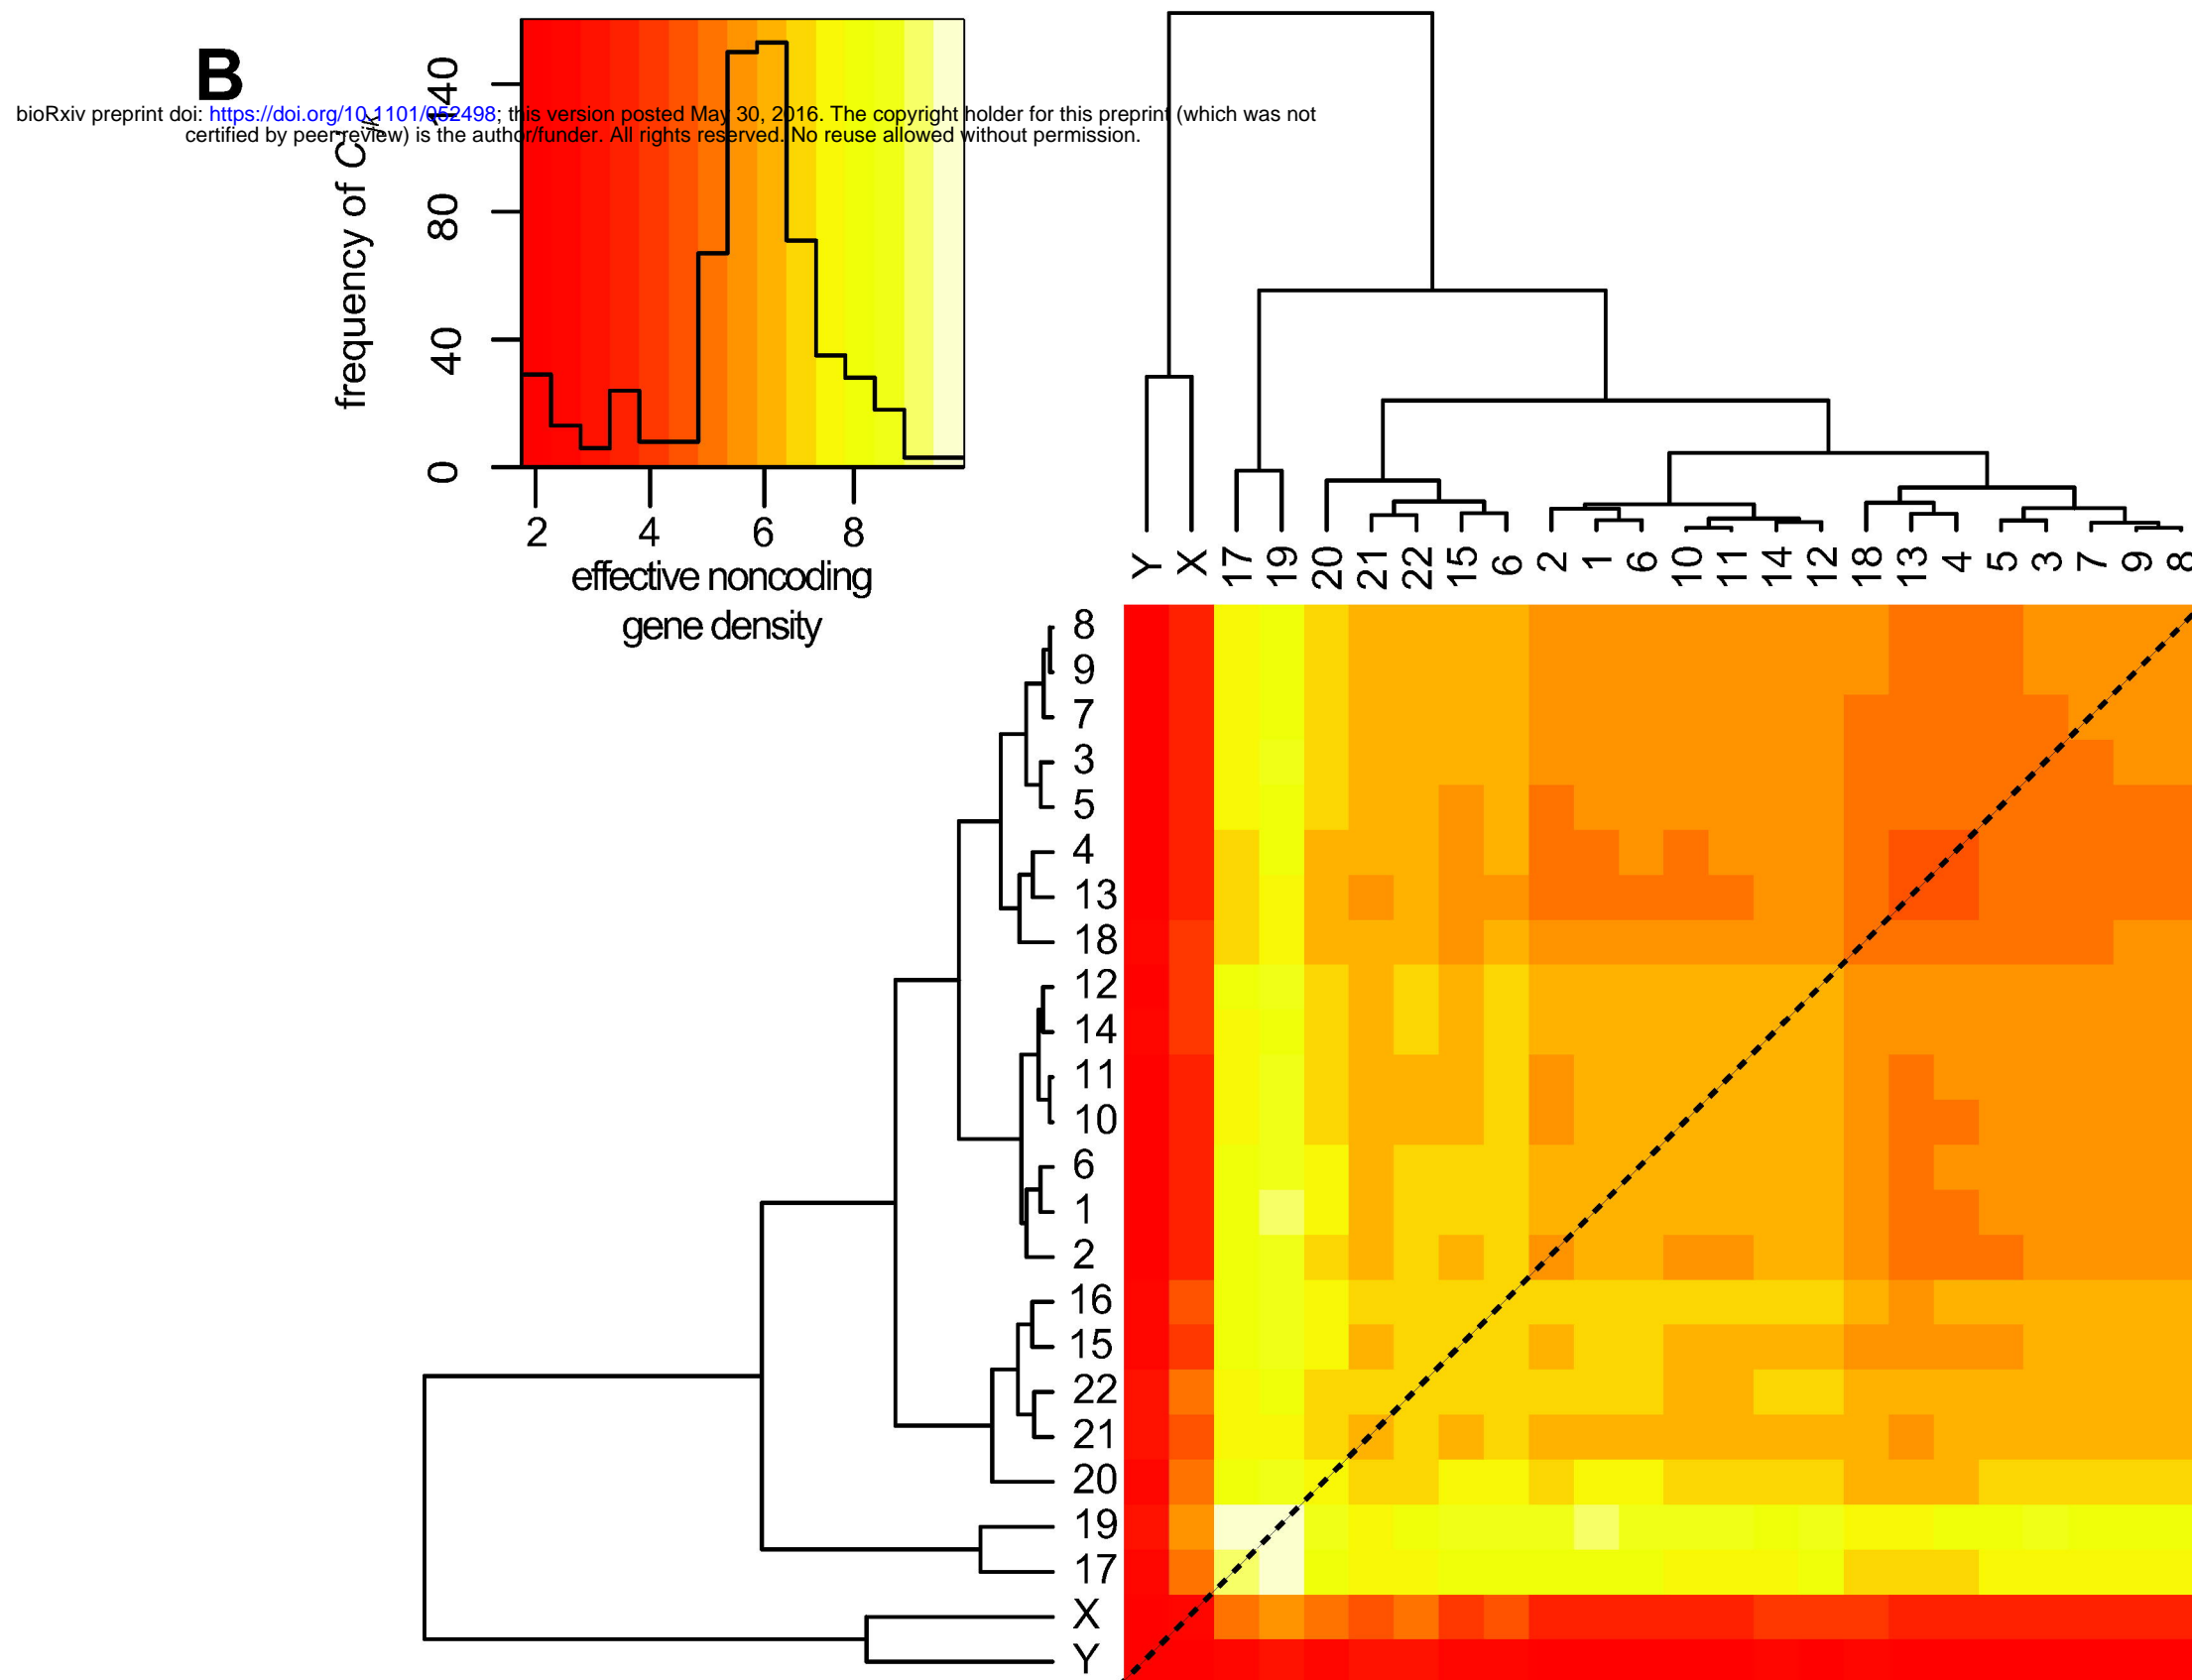 B
bioRxiv preprint doi: https://doi.org/10.1101/052498; this version posted May 30, 2016. The copyright holder for this preprint (which was not
certified by peer review) is the author/funder. All rights reserved. No reuse allowed without permission.
frequency of C'jk
0 40 80 140
2 4 6 8
effective noncoding
gene density
Y X 17 19 20 21 22 15 6 2 1 6 10 11 14 12 18 13 4 5 3 7 9 8
8
9
7
3
5
4
13
18
12
14
11
10
6
1
2
16
15
22
21
20
19
17
X
Y